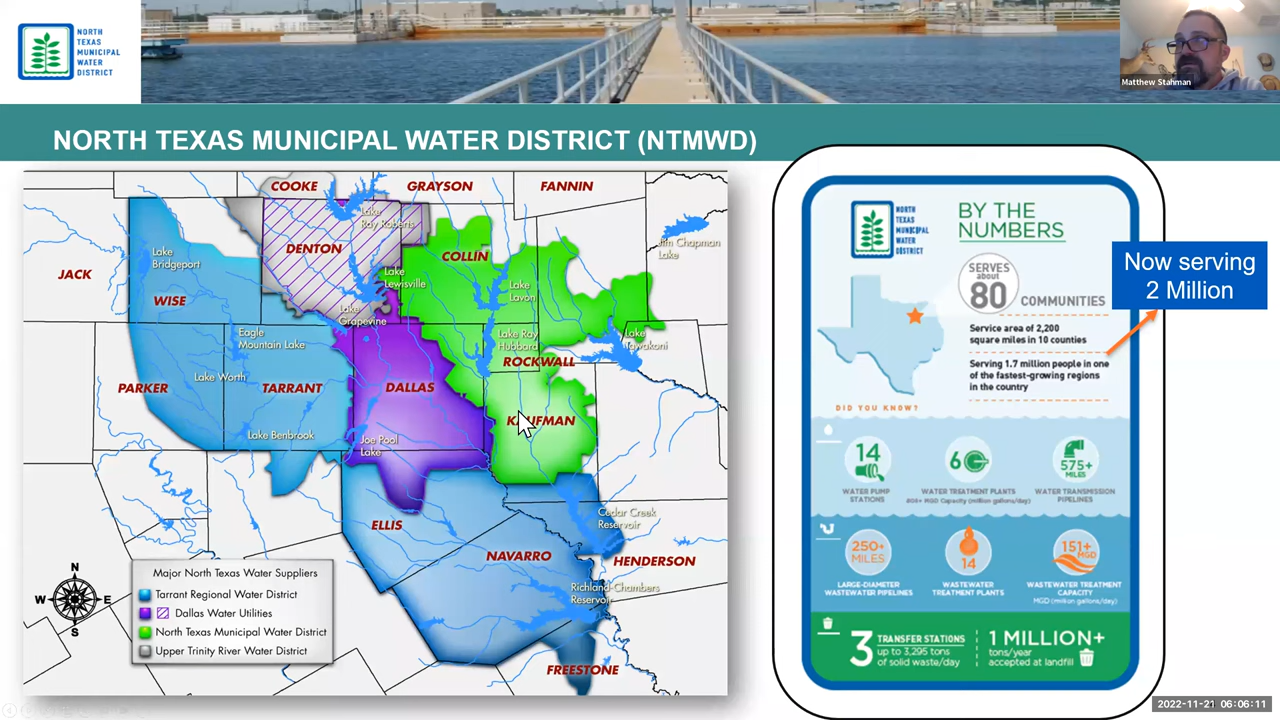 NORTH
TEXAS
MUNICIPAL
WATER
DISTRICT
Matthew Stahman
NORTH TEXAS MUNICIPAL WATER DISTRICT (NTMWD)
COOKE
GRAYSON
FANNIN
Lake
Ray Roberts
DENTON
Jim Chapman
Lake
COLLIN
Lake
Bridgeport
JACK
Lake
Lewisville
Lake
Lavon
WISE
Lake
Grapevine
Eagle
Mountain Lake
Lake Ray
Hubbard
Lake
Tawakoni
ROCKWALL
Lake Worth
PARKER
TARRANT
DALLAS
KAUFMAN
Lake Benbrook
Joe Pool
Lake
Cedar Creek
Reservoir
ELLIS
NAVARRO
HENDERSON
Richland-Chambers
Reservoir
FREESTONE
N
W
E
S
Major North Texas Water Suppliers
Tarrant Regional Water District
Dallas Water Utilities
North Texas Municipal Water District
Upper Trinity River Water District
NORTH
TEXAS
MUNICIPAL
WATER
DISTRICT
BY THE
NUMBERS
SERVES
about
80 COMMUNITIES
Service area of 2,200
square miles in 10 counties
Serving 1.7 million people in one
of the fastest-growing regions
in the country
Now serving
2 Million
DID YOU KNOW?
14
WATER PUMP
STATIONS
6
WATER TREATMENT PLANTS
MGD Capacity (million gallons/day)
575+
MILES
WATER TRANSMISSION
PIPELINES
250+
MILES
LARGE-DIAMETER
WASTEWATER PIPELINES
14
WASTEWATER
TREATMENT PLANTS
151+
MGD
WASTEWATER TREATMENT
CAPACITY
MGD (million gallons/day)
3 TRANSFER STATIONS
up to 3,295 tons
of solid waste/day
1 MILLION+
tons/year
accepted at landfill
2022-11-21 06:06:11